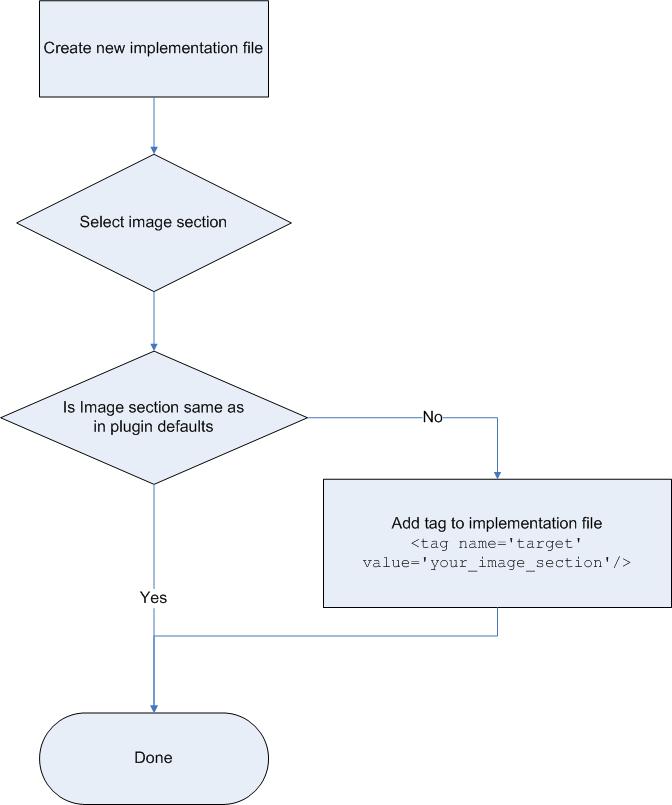 Create new implementation file
Select image section
Is Image section same as
in plugin defaults
No
Add tag to implementation file
<tag name='target'
value='your_image_section'/>
Yes
Done